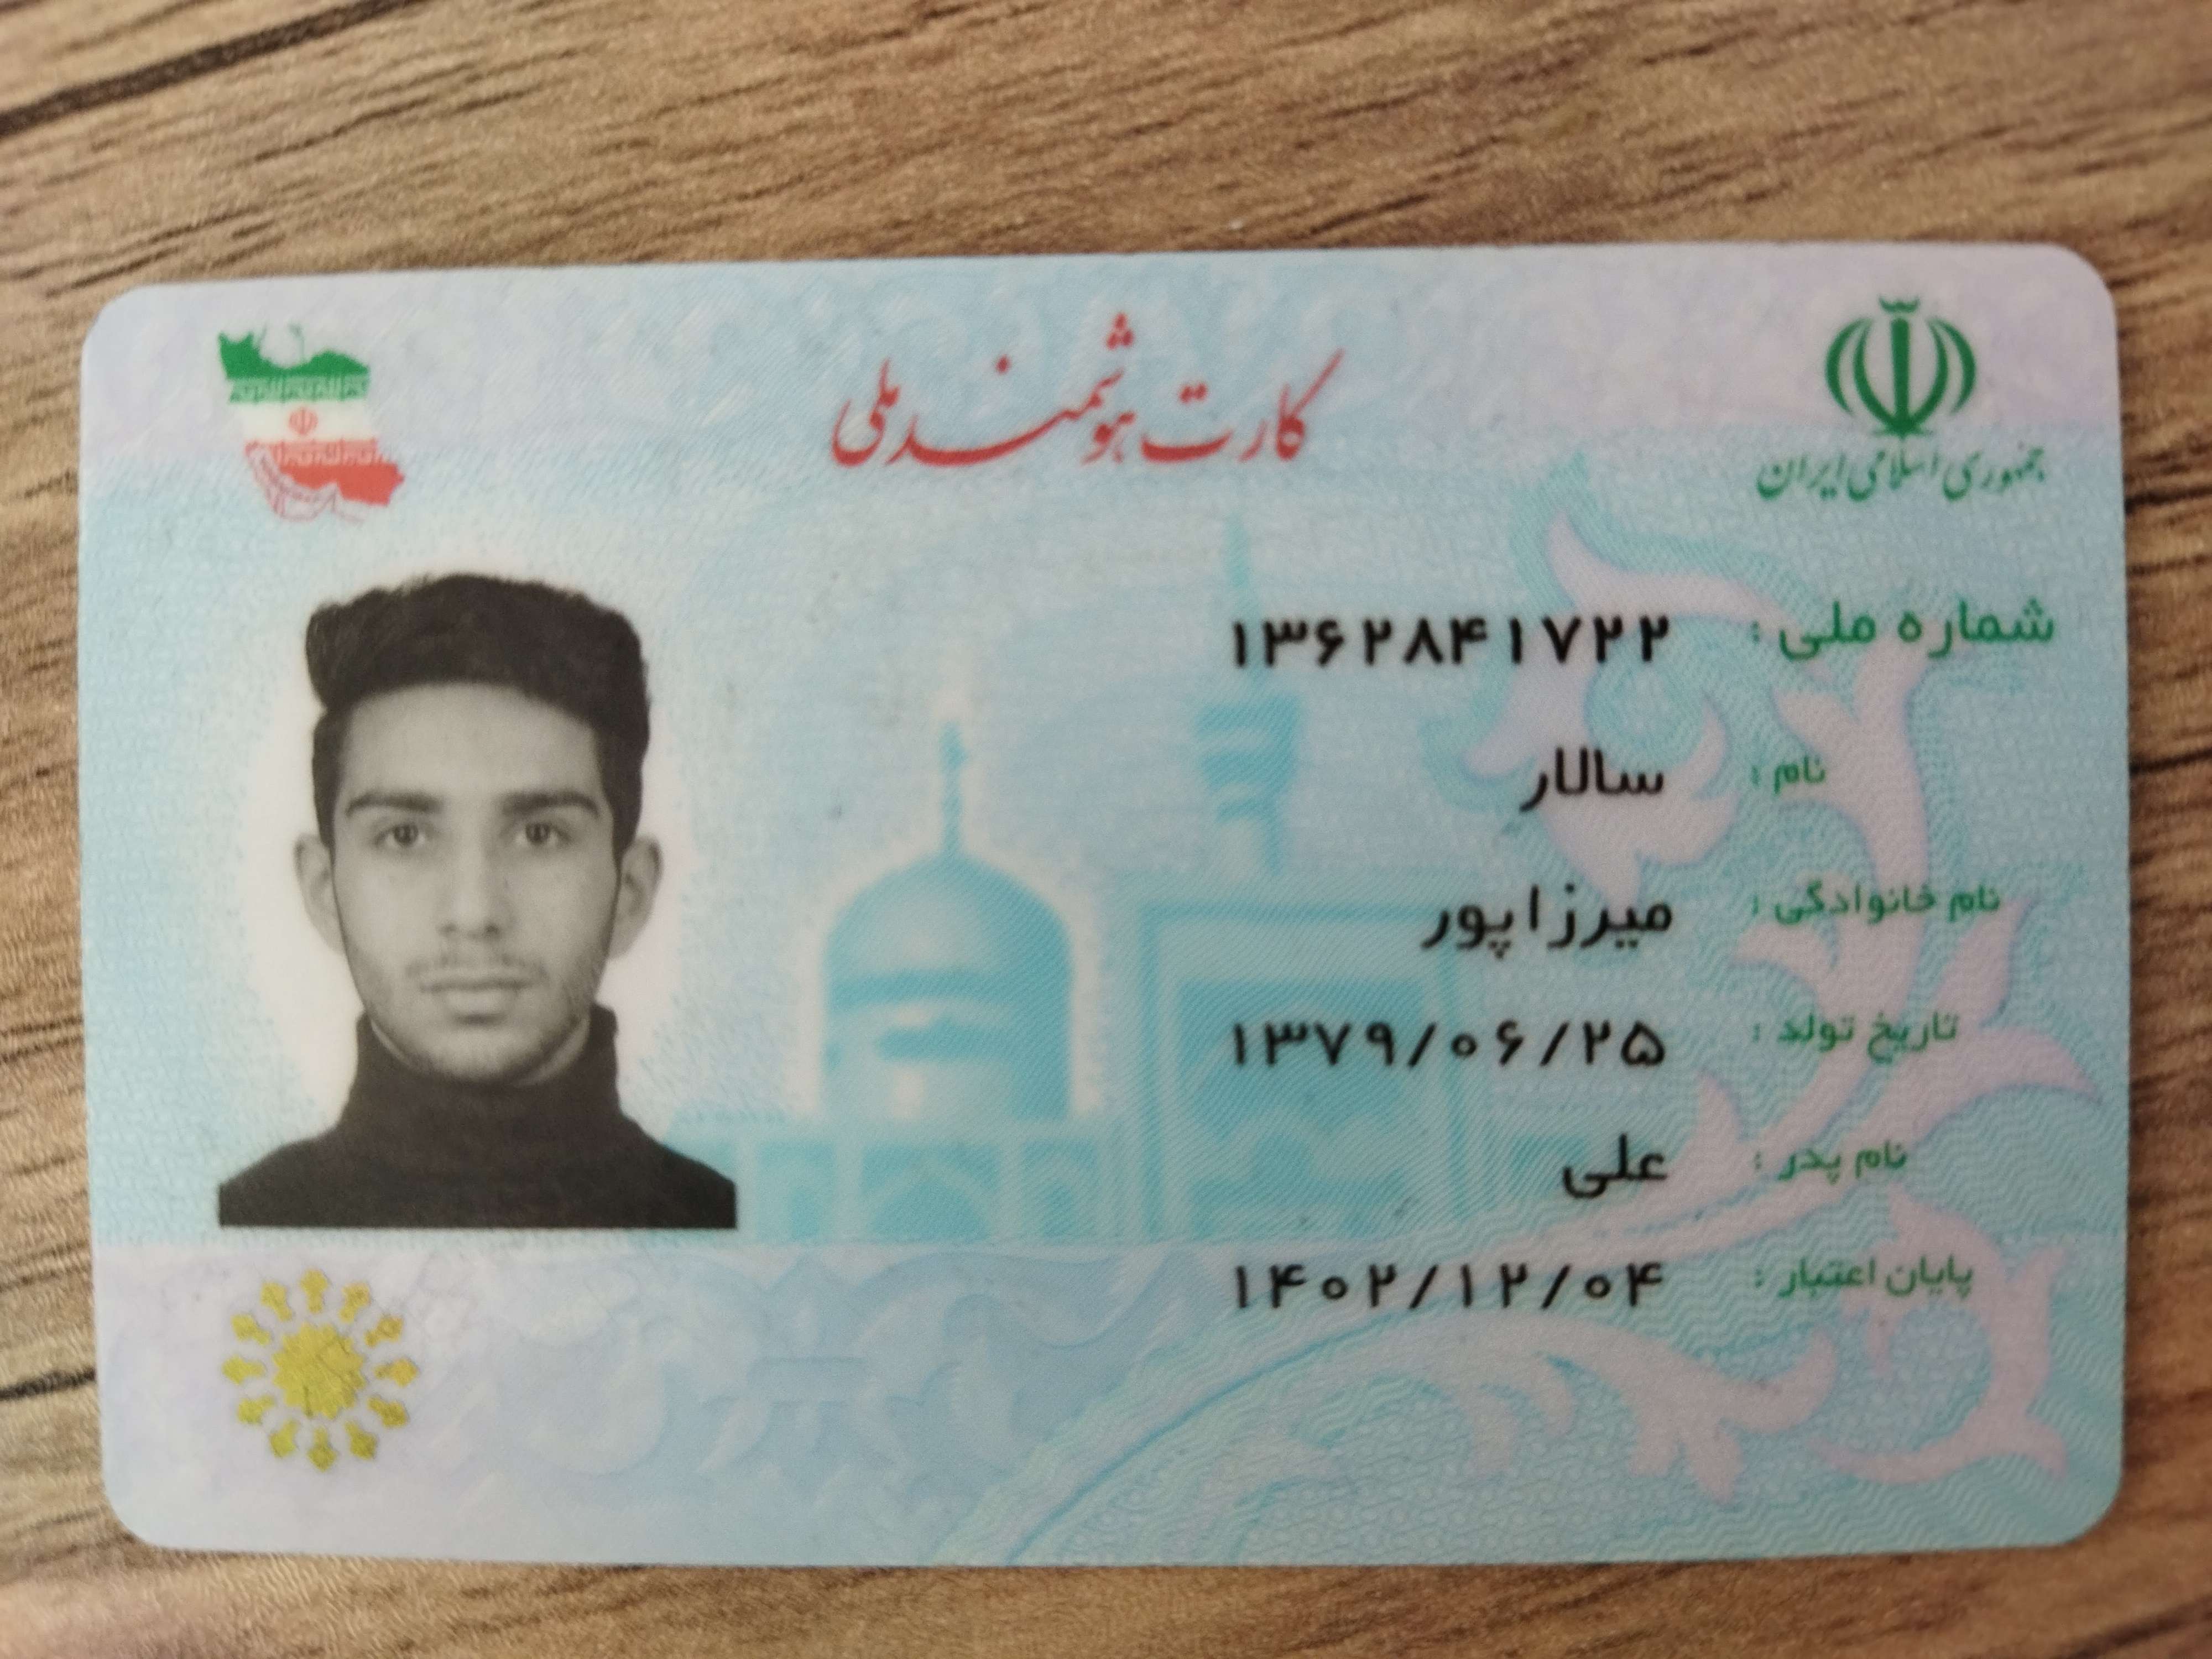 جمهوری اسلامی ایران
کارت هوشمند ملی
شماره ملی : ۱۳۶۲۸۴۱۷۲۲
نام : سالار
نام خانوادگی : میرزاپور
تاریخ تولد : ۱۳۷۹/۰۶/۲۵
نام پدر : علی
پایان اعتبار : ۱۴۰۲/۱۲/۰۴